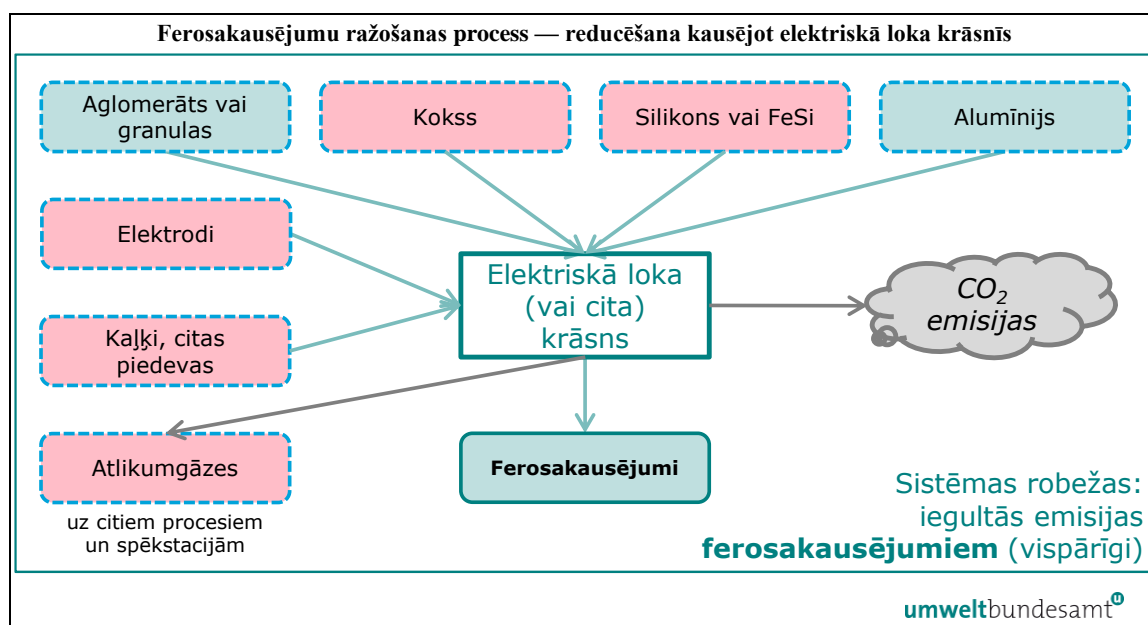 Ferosakausējumu ražošanas process — reducēšana kausējot elektriskā loka krāsnīs
Aglomerāts vai
granulas
Kokss
Silikons vai FeSi
Alumīnijs
Elektrodi
Elektriskā loka
(vai cita)
krāsns
CO₂
emisijas
Kaļķi, citas
piedevas
Atlikumgāzes
Ferosakausējumi
uz citiem procesiem
un spēkstacijām
Sistēmas robežas:
iegultās emisijas
ferosakausējumiem (vispārīgi)
umweltbundesamt